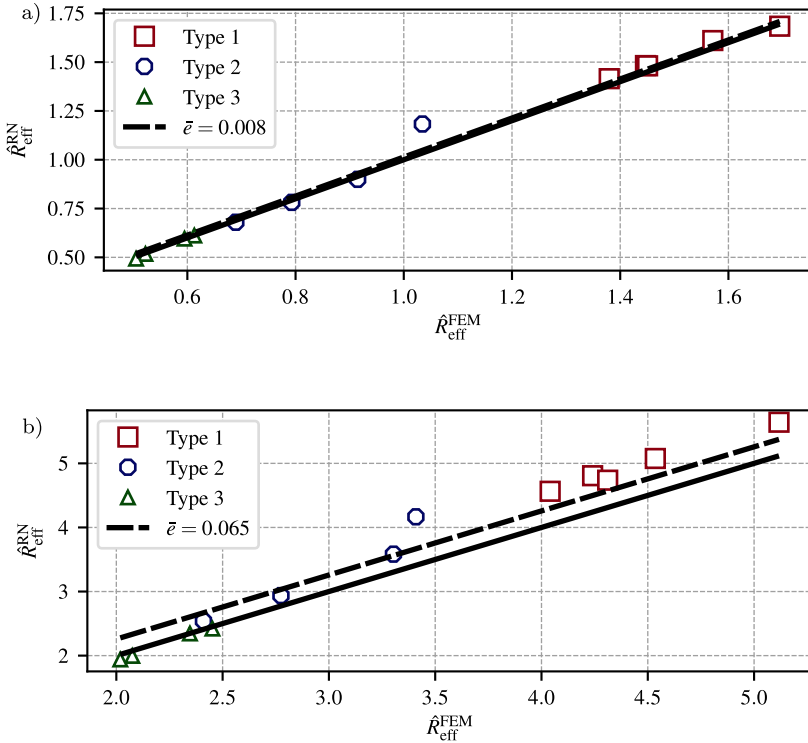 a)
1.75
1.50
1.25
1.00
0.75
0.50
R̂_eff^RN
Type 1
Type 2
Type 3
ē = 0.008
0.6 0.8 1.0 1.2 1.4 1.6
R̂_eff^FEM
b)
5
4
3
2
R̂_eff^RN
Type 1
Type 2
Type 3
ē = 0.065
2.0 2.5 3.0 3.5 4.0 4.5 5.0
R̂_eff^FEM